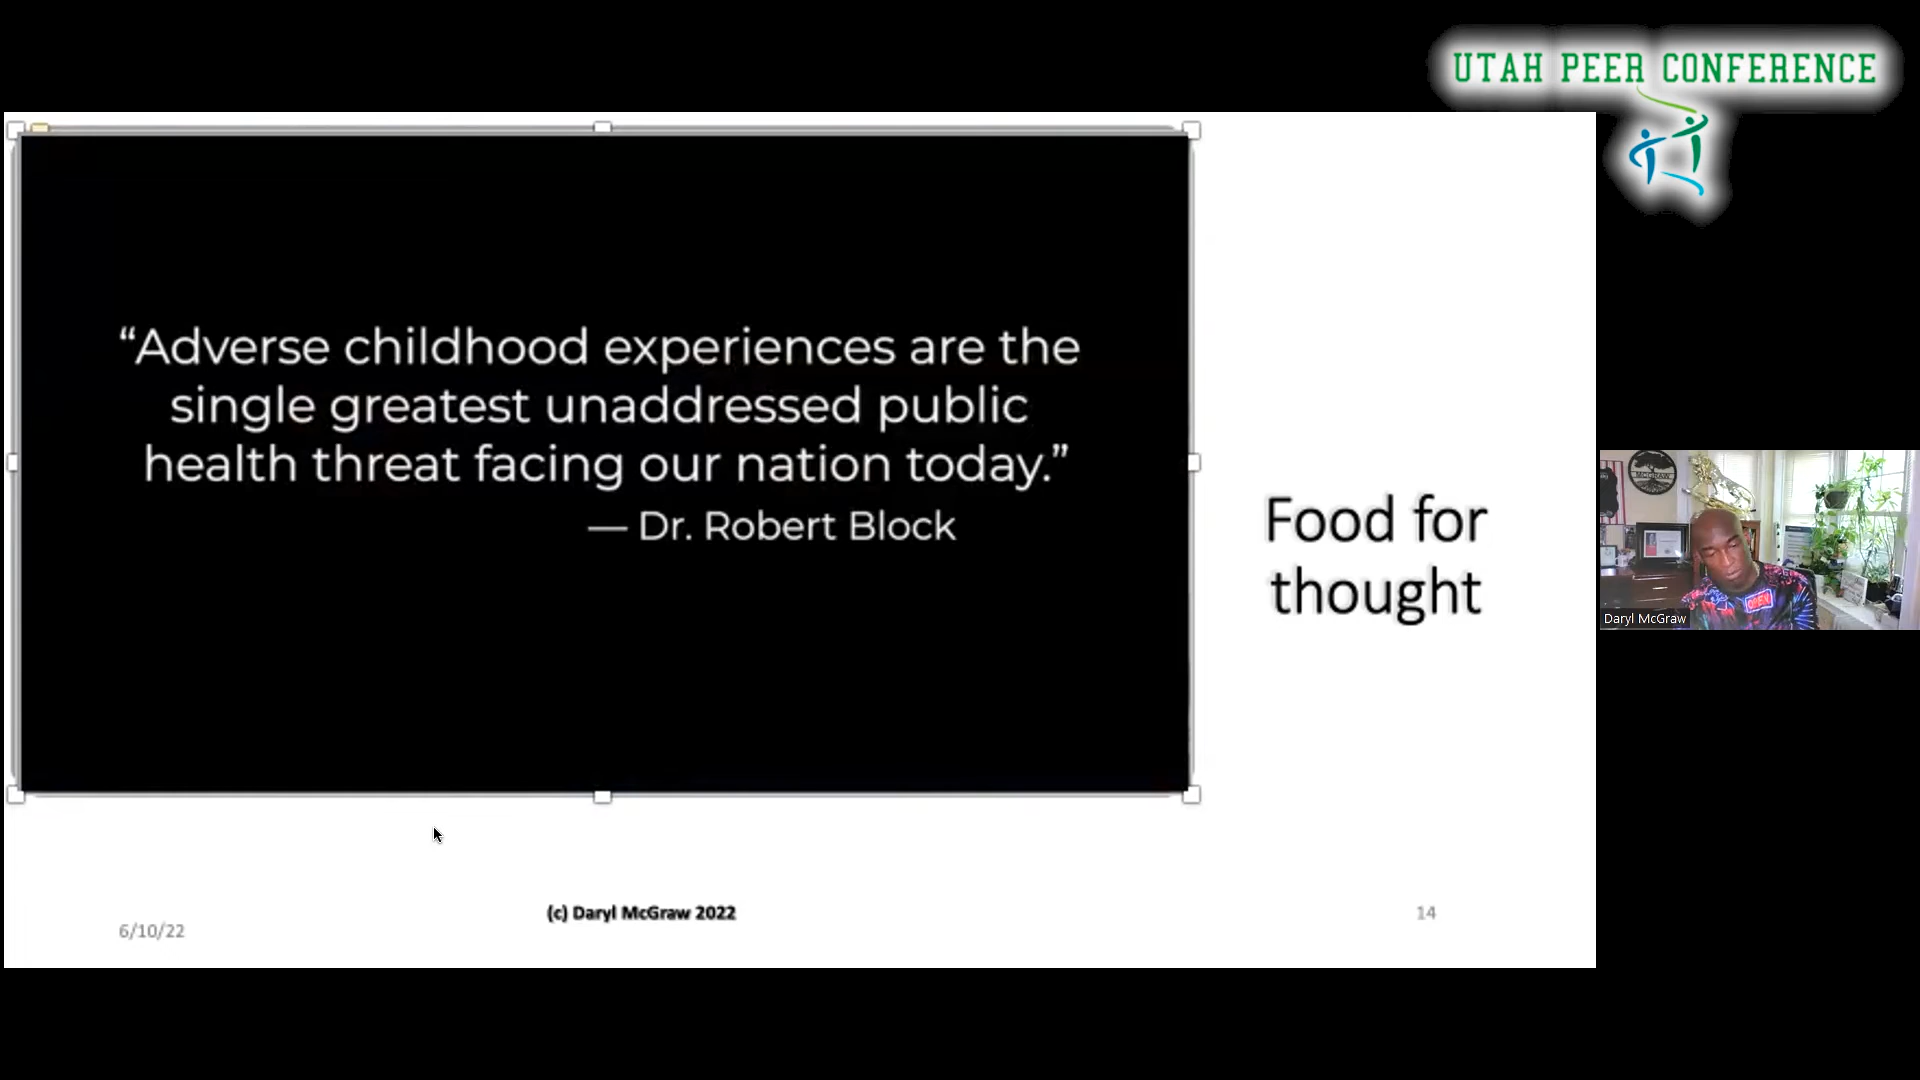 UTAH PEER CONFERENCE
“Adverse childhood experiences are the
single greatest unaddressed public
health threat facing our nation today.”
— Dr. Robert Block
Food for
thought
OPEN
Daryl McGraw
(c) Daryl McGraw 2022
14
6/10/22